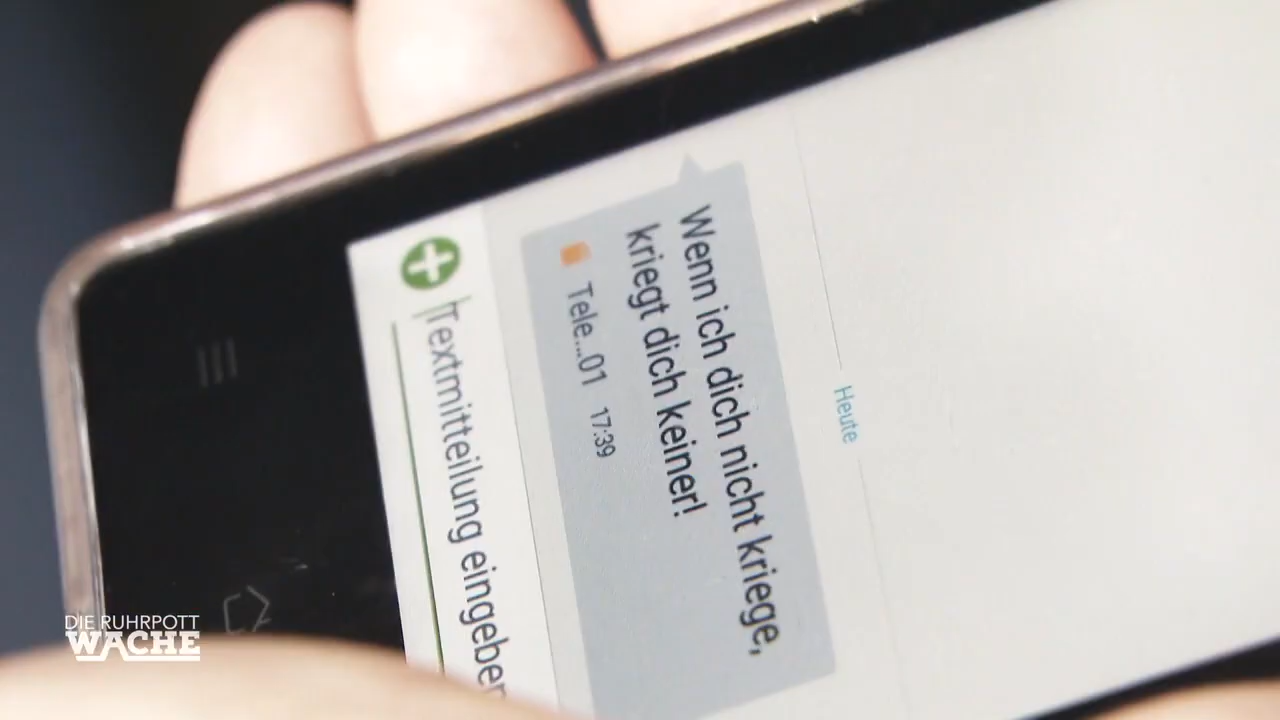 Heute
Wenn ich dich nicht kriege,
kriegt dich keiner!
Tele...01 17:39
Textmitteilung eingeben
DIE RUHRPOTT
WACHE